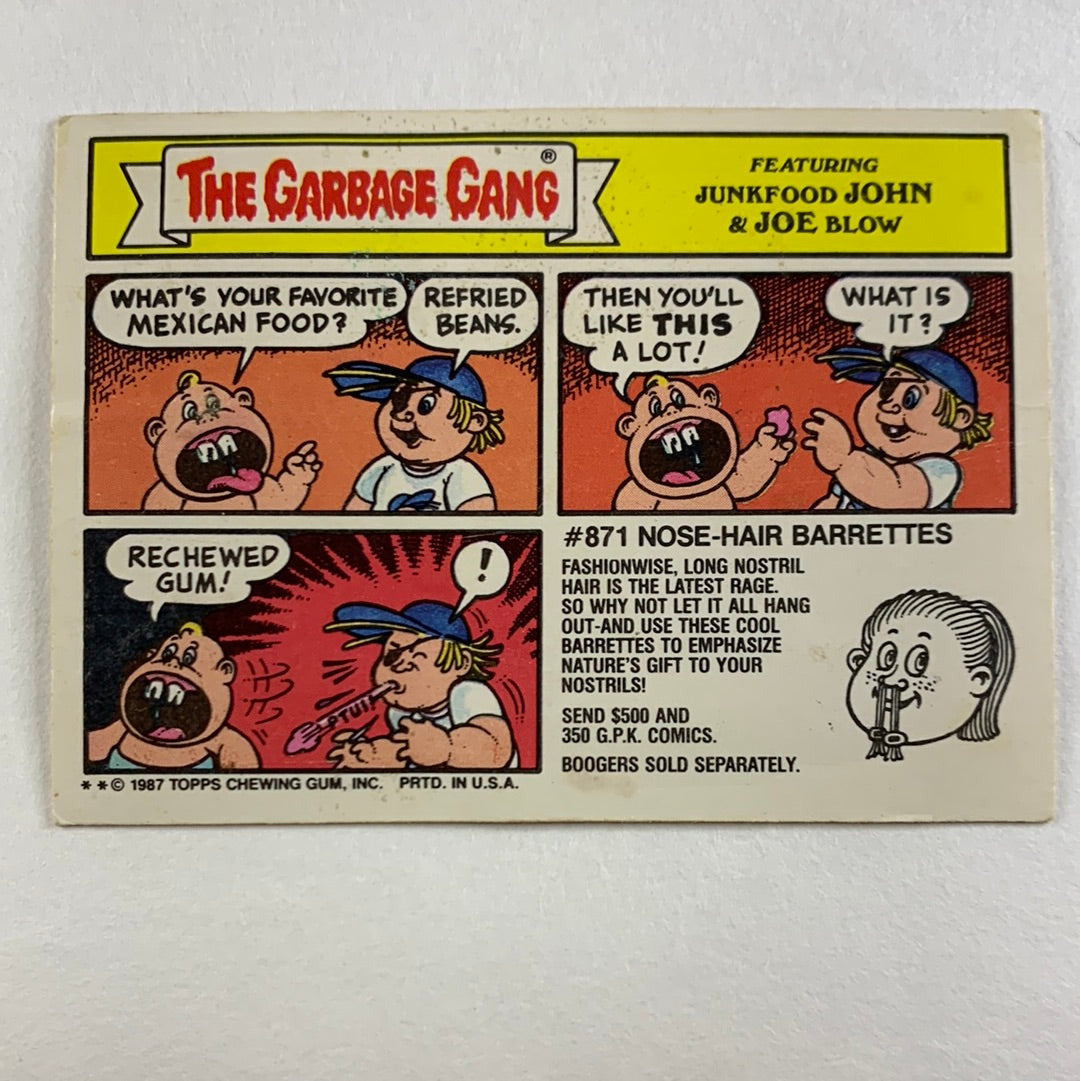 THE GARBAGE GANG®
FEATURING
JUNKFOOD JOHN
& JOE BLOW
WHAT'S YOUR FAVORITE
MEXICAN FOOD?
REFRIED
BEANS.
THEN YOU'LL
LIKE THIS
A LOT!
WHAT IS
IT?
RECHEWED
GUM!
!
PTUI!
#871 NOSE-HAIR BARRETTES
FASHIONWISE, LONG NOSTRIL
HAIR IS THE LATEST RAGE.
SO WHY NOT LET IT ALL HANG
OUT-AND USE THESE COOL
BARRETTES TO EMPHASIZE
NATURE'S GIFT TO YOUR
NOSTRILS!
SEND $500 AND
350 G.P.K. COMICS.
BOOGERS SOLD SEPARATELY.
* * © 1987 TOPPS CHEWING GUM, INC. PRTD. IN U.S.A.